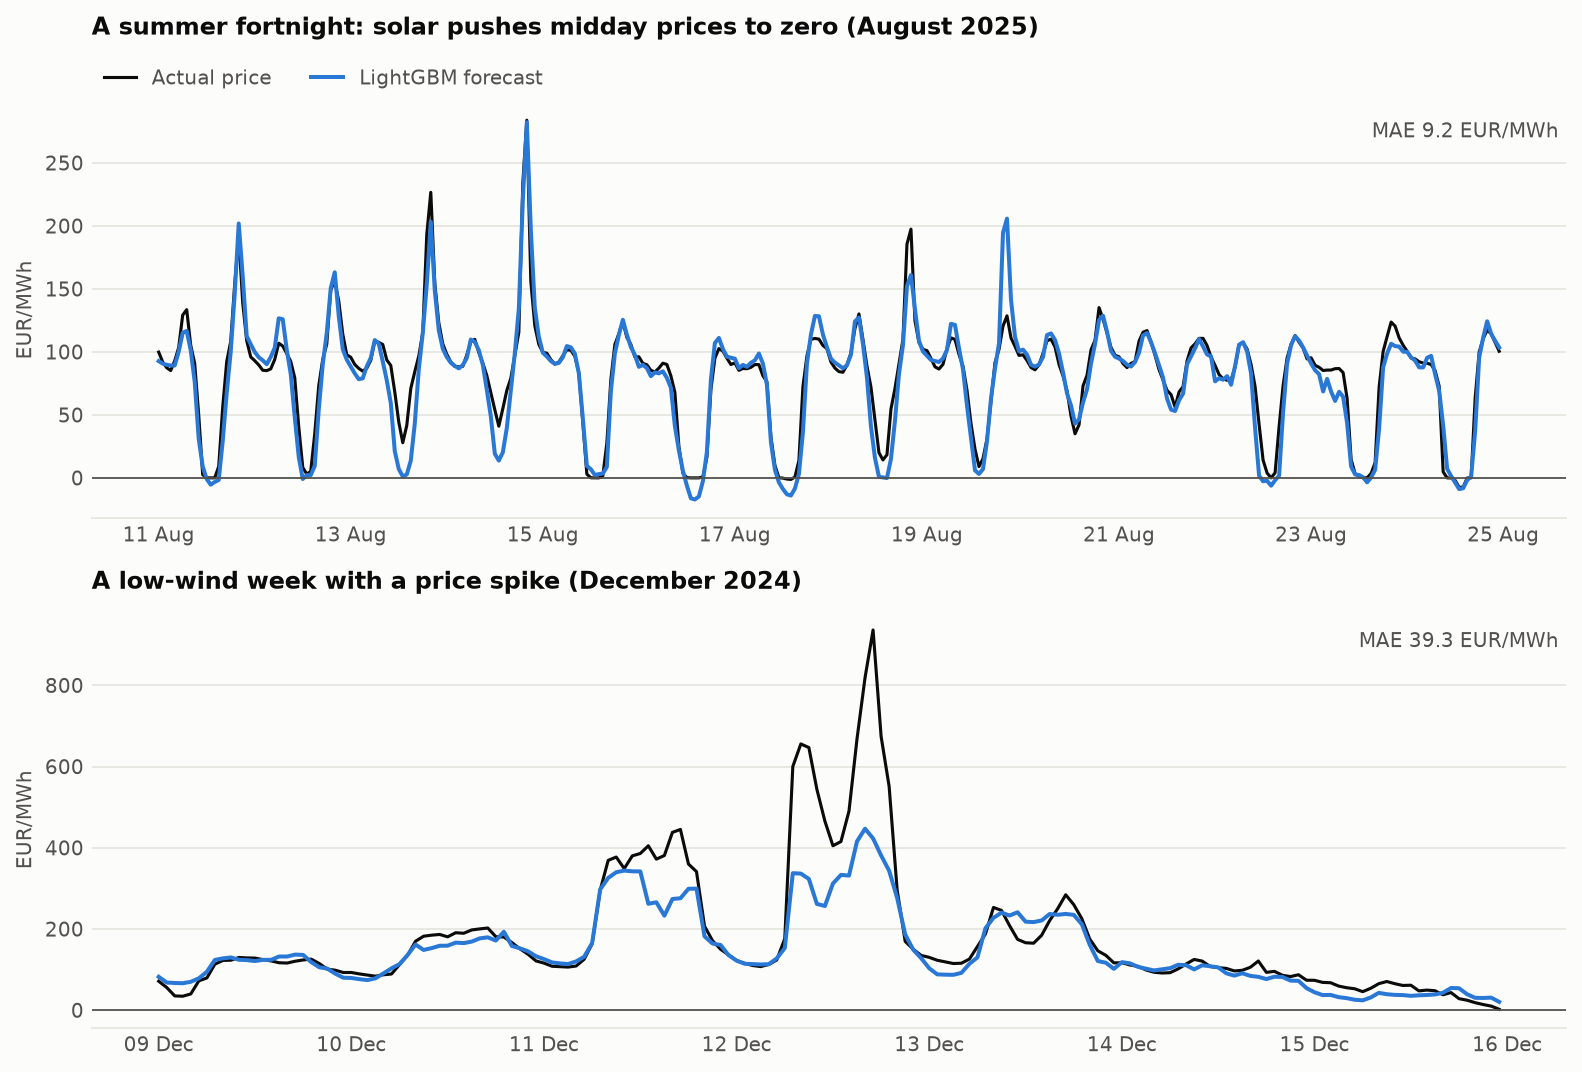 A summer fortnight: solar pushes midday prices to zero (August 2025)
Actual price LightGBM forecast
MAE 9.2 EUR/MWh
EUR/MWh
250
200
150
100
50
0
11 Aug 13 Aug 15 Aug 17 Aug 19 Aug 21 Aug 23 Aug 25 Aug
A low-wind week with a price spike (December 2024)
MAE 39.3 EUR/MWh
EUR/MWh
800
600
400
200
0
09 Dec 10 Dec 11 Dec 12 Dec 13 Dec 14 Dec 15 Dec 16 Dec